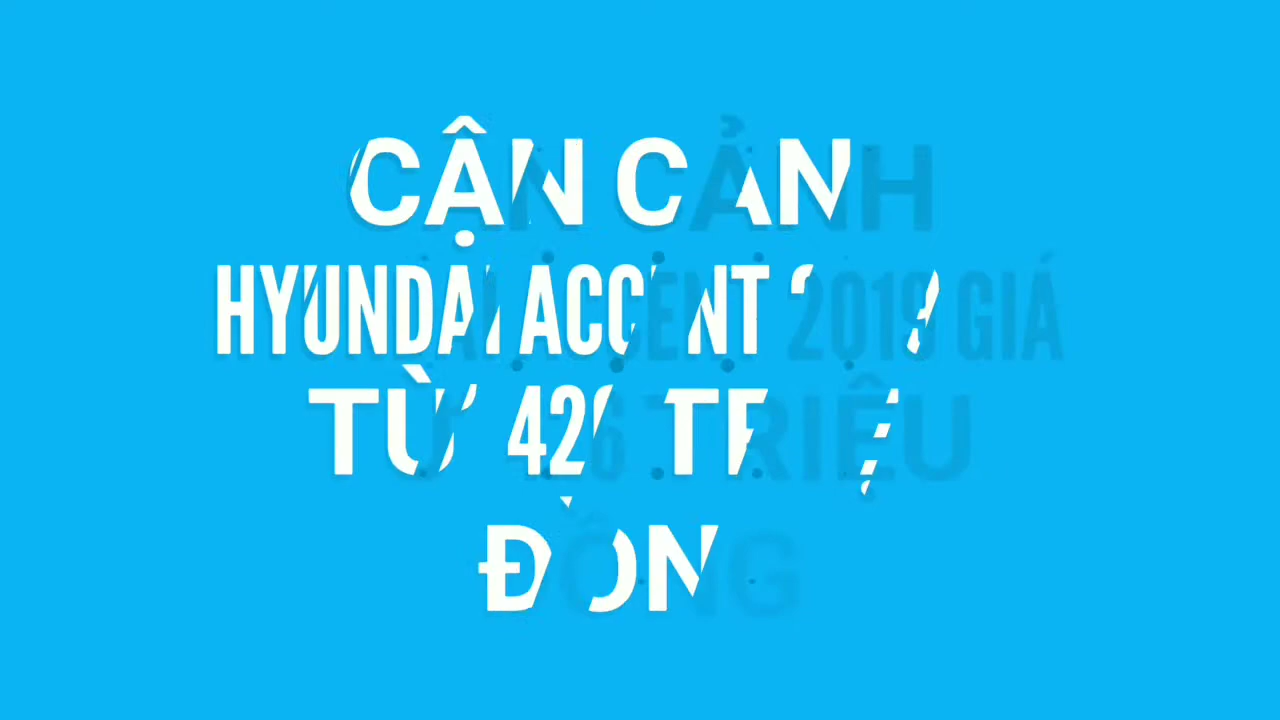 CẬN CẢNH
HYUNDAI ACCENT 2019 GIÁ
TỪ 426 TRIỆU
ĐỒNG